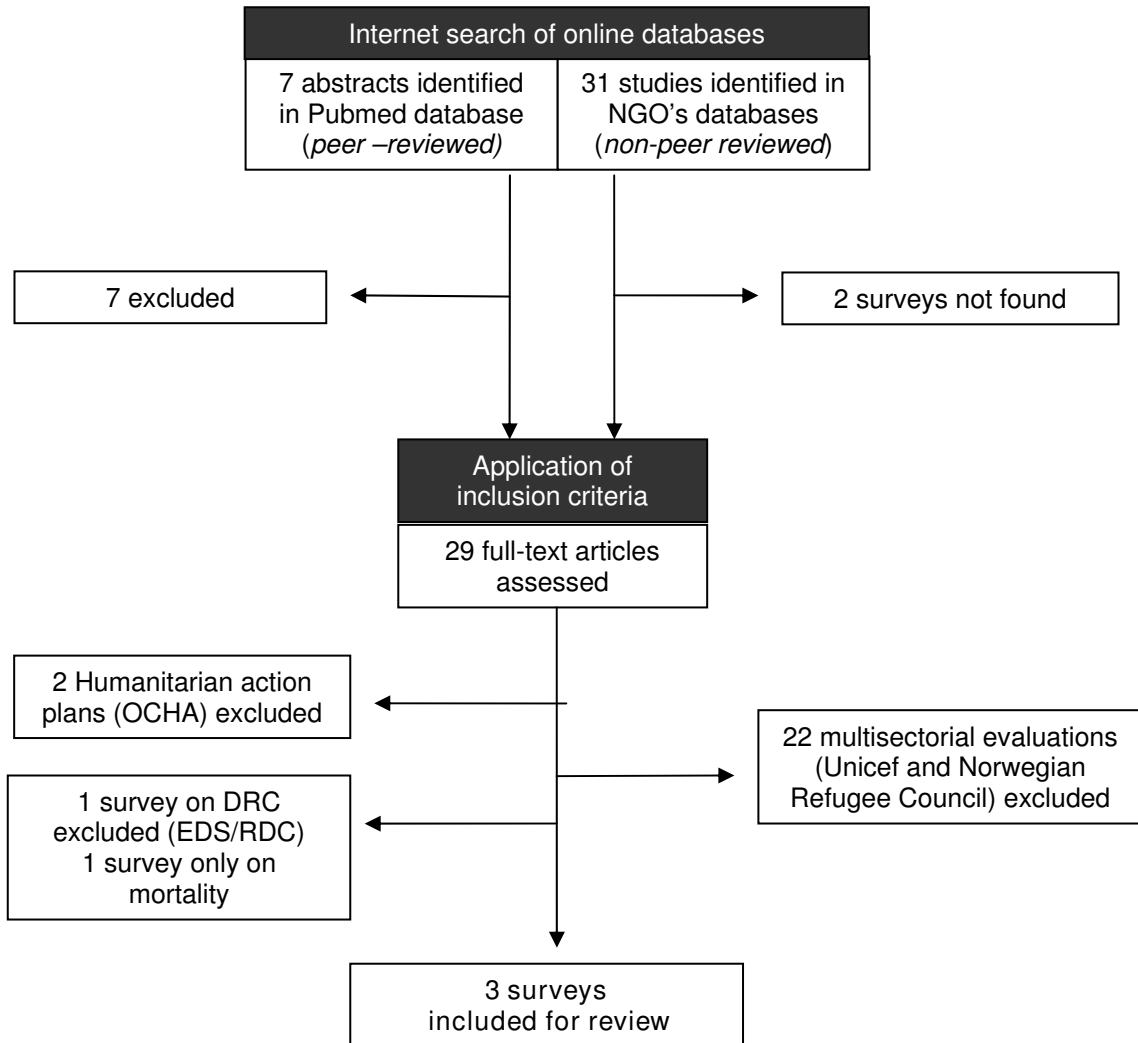 Internet search of online databases
7 abstracts identified
in Pubmed database
(peer –reviewed)
31 studies identified in
NGO's databases
(non-peer reviewed)
7 excluded
2 surveys not found
Application of
inclusion criteria
29 full-text articles
assessed
2 Humanitarian action
plans (OCHA) excluded
22 multisectorial evaluations
(Unicef and Norwegian
Refugee Council) excluded
1 survey on DRC
excluded (EDS/RDC)
1 survey only on
mortality
3 surveys
included for review